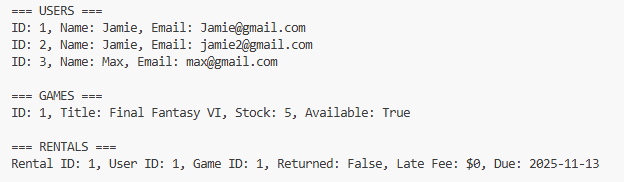 === USERS ===
ID: 1, Name: Jamie, Email: Jamie@gmail.com
ID: 2, Name: Jamie, Email: jamie2@gmail.com
ID: 3, Name: Max, Email: max@gmail.com
=== GAMES ===
ID: 1, Title: Final Fantasy VI, Stock: 5, Available: True
=== RENTALS ===
Rental ID: 1, User ID: 1, Game ID: 1, Returned: False, Late Fee: $0, Due: 2025-11-13